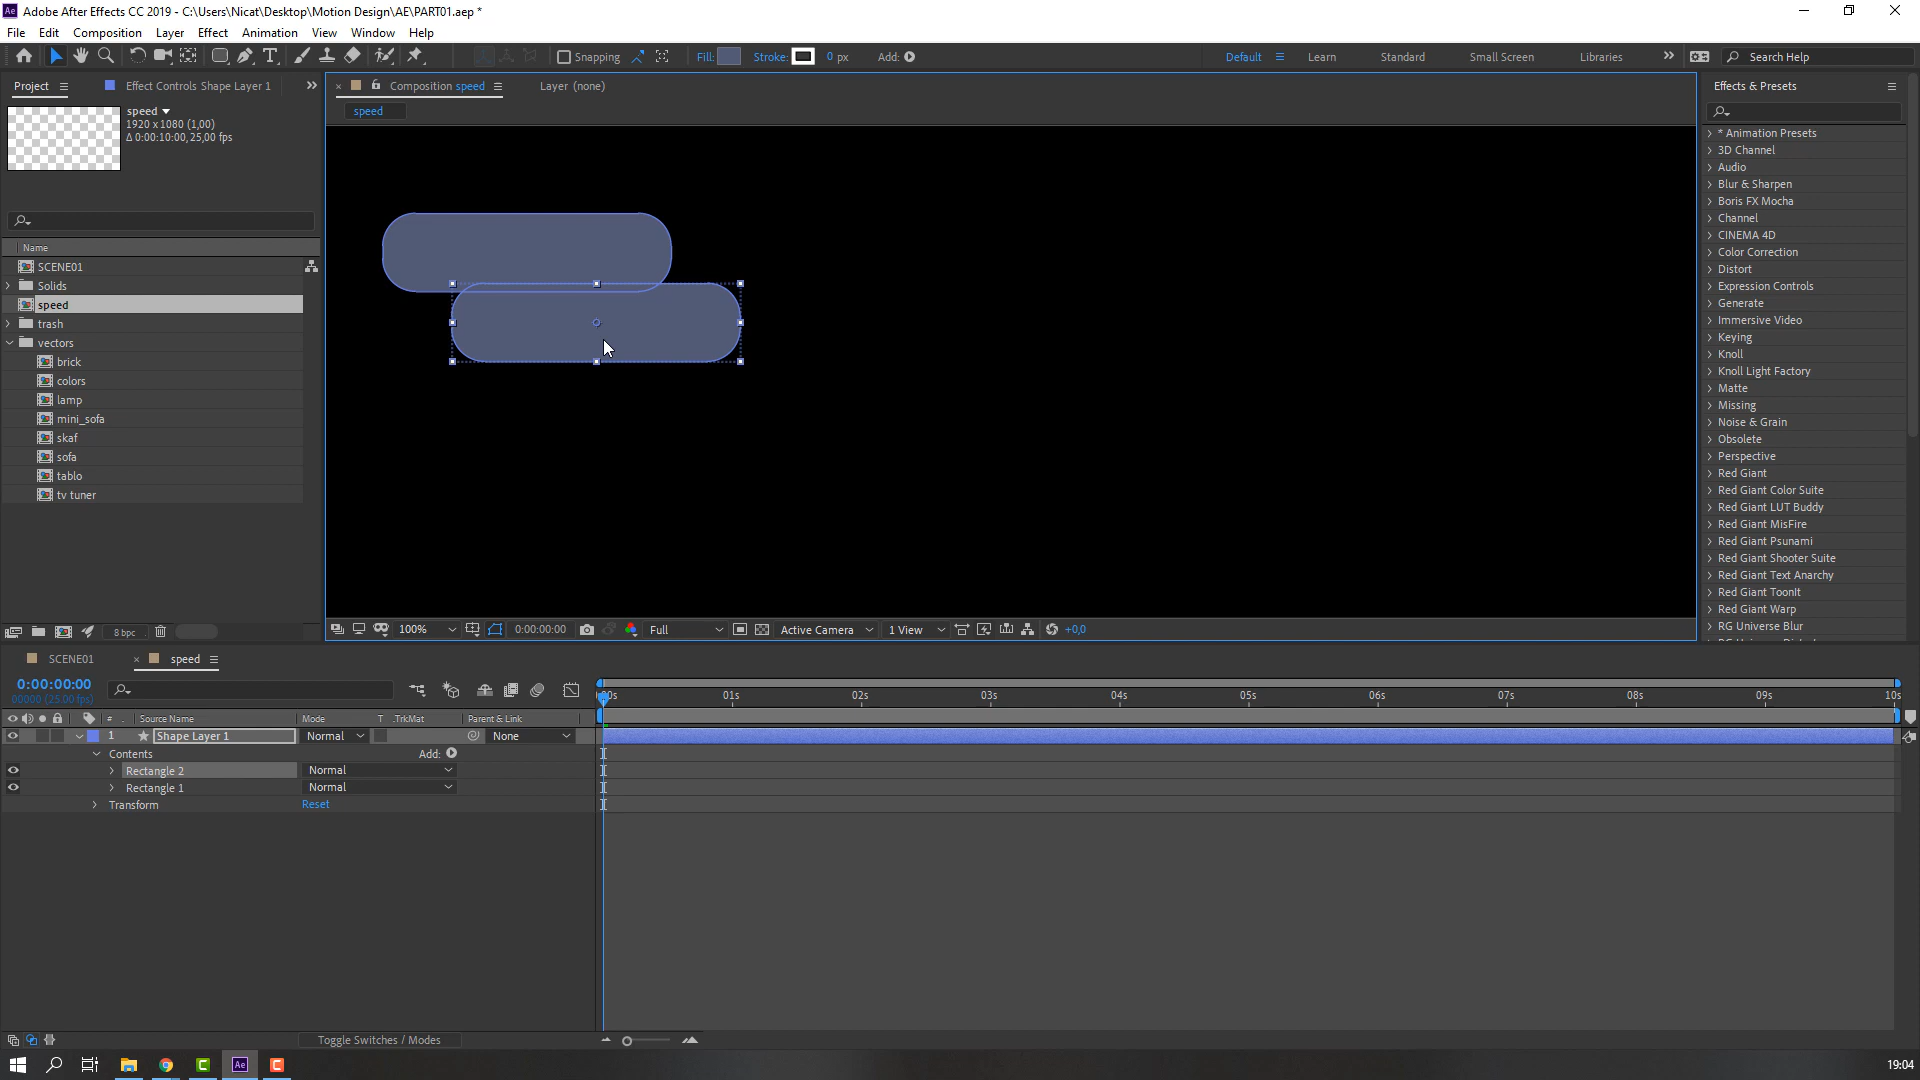 Adobe After Effects CC 2019 - C:\Users\Nicat\Desktop\Motion Design\AE\PART01.aep *
File Edit Composition Layer Effect Animation View Window Help
Snapping Fill: Stroke: 0 px Add: Default Learn Standard Small Screen Libraries Search Help
Project Effect Controls Shape Layer 1
speed
1920 x 1080 (1,00)
Δ 0:00:10:00, 25,00 fps
Name
SCENE01
Solids
speed
trash
vectors
brick
colors
lamp
mini_sofa
skaf
sofa
tablo
tv tuner
8 bpc
Composition speed Layer (none)
speed
100% 0:00:00:00 Full Active Camera 1 View +0,0
Effects & Presets
* Animation Presets
3D Channel
Audio
Blur & Sharpen
Boris FX Mocha
Channel
CINEMA 4D
Color Correction
Distort
Expression Controls
Generate
Immersive Video
Keying
Knoll
Knoll Light Factory
Matte
Missing
Noise & Grain
Obsolete
Perspective
Red Giant
Red Giant Color Suite
Red Giant LUT Buddy
Red Giant MisFire
Red Giant Psunami
Red Giant Shooter Suite
Red Giant Text Anarchy
Red Giant ToonIt
Red Giant Warp
RG Universe Blur
SCENE01 speed
0:00:00:00
00000 (25.00 fps)
01s 02s 03s 04s 05s 06s 07s 08s 09s 10s
# Source Name Mode T .TrkMat Parent & Link
1 Shape Layer 1 Normal None
Contents Add:
Rectangle 2 Normal
Rectangle 1 Normal
Transform Reset
Toggle Switches / Modes
Ae 19:04